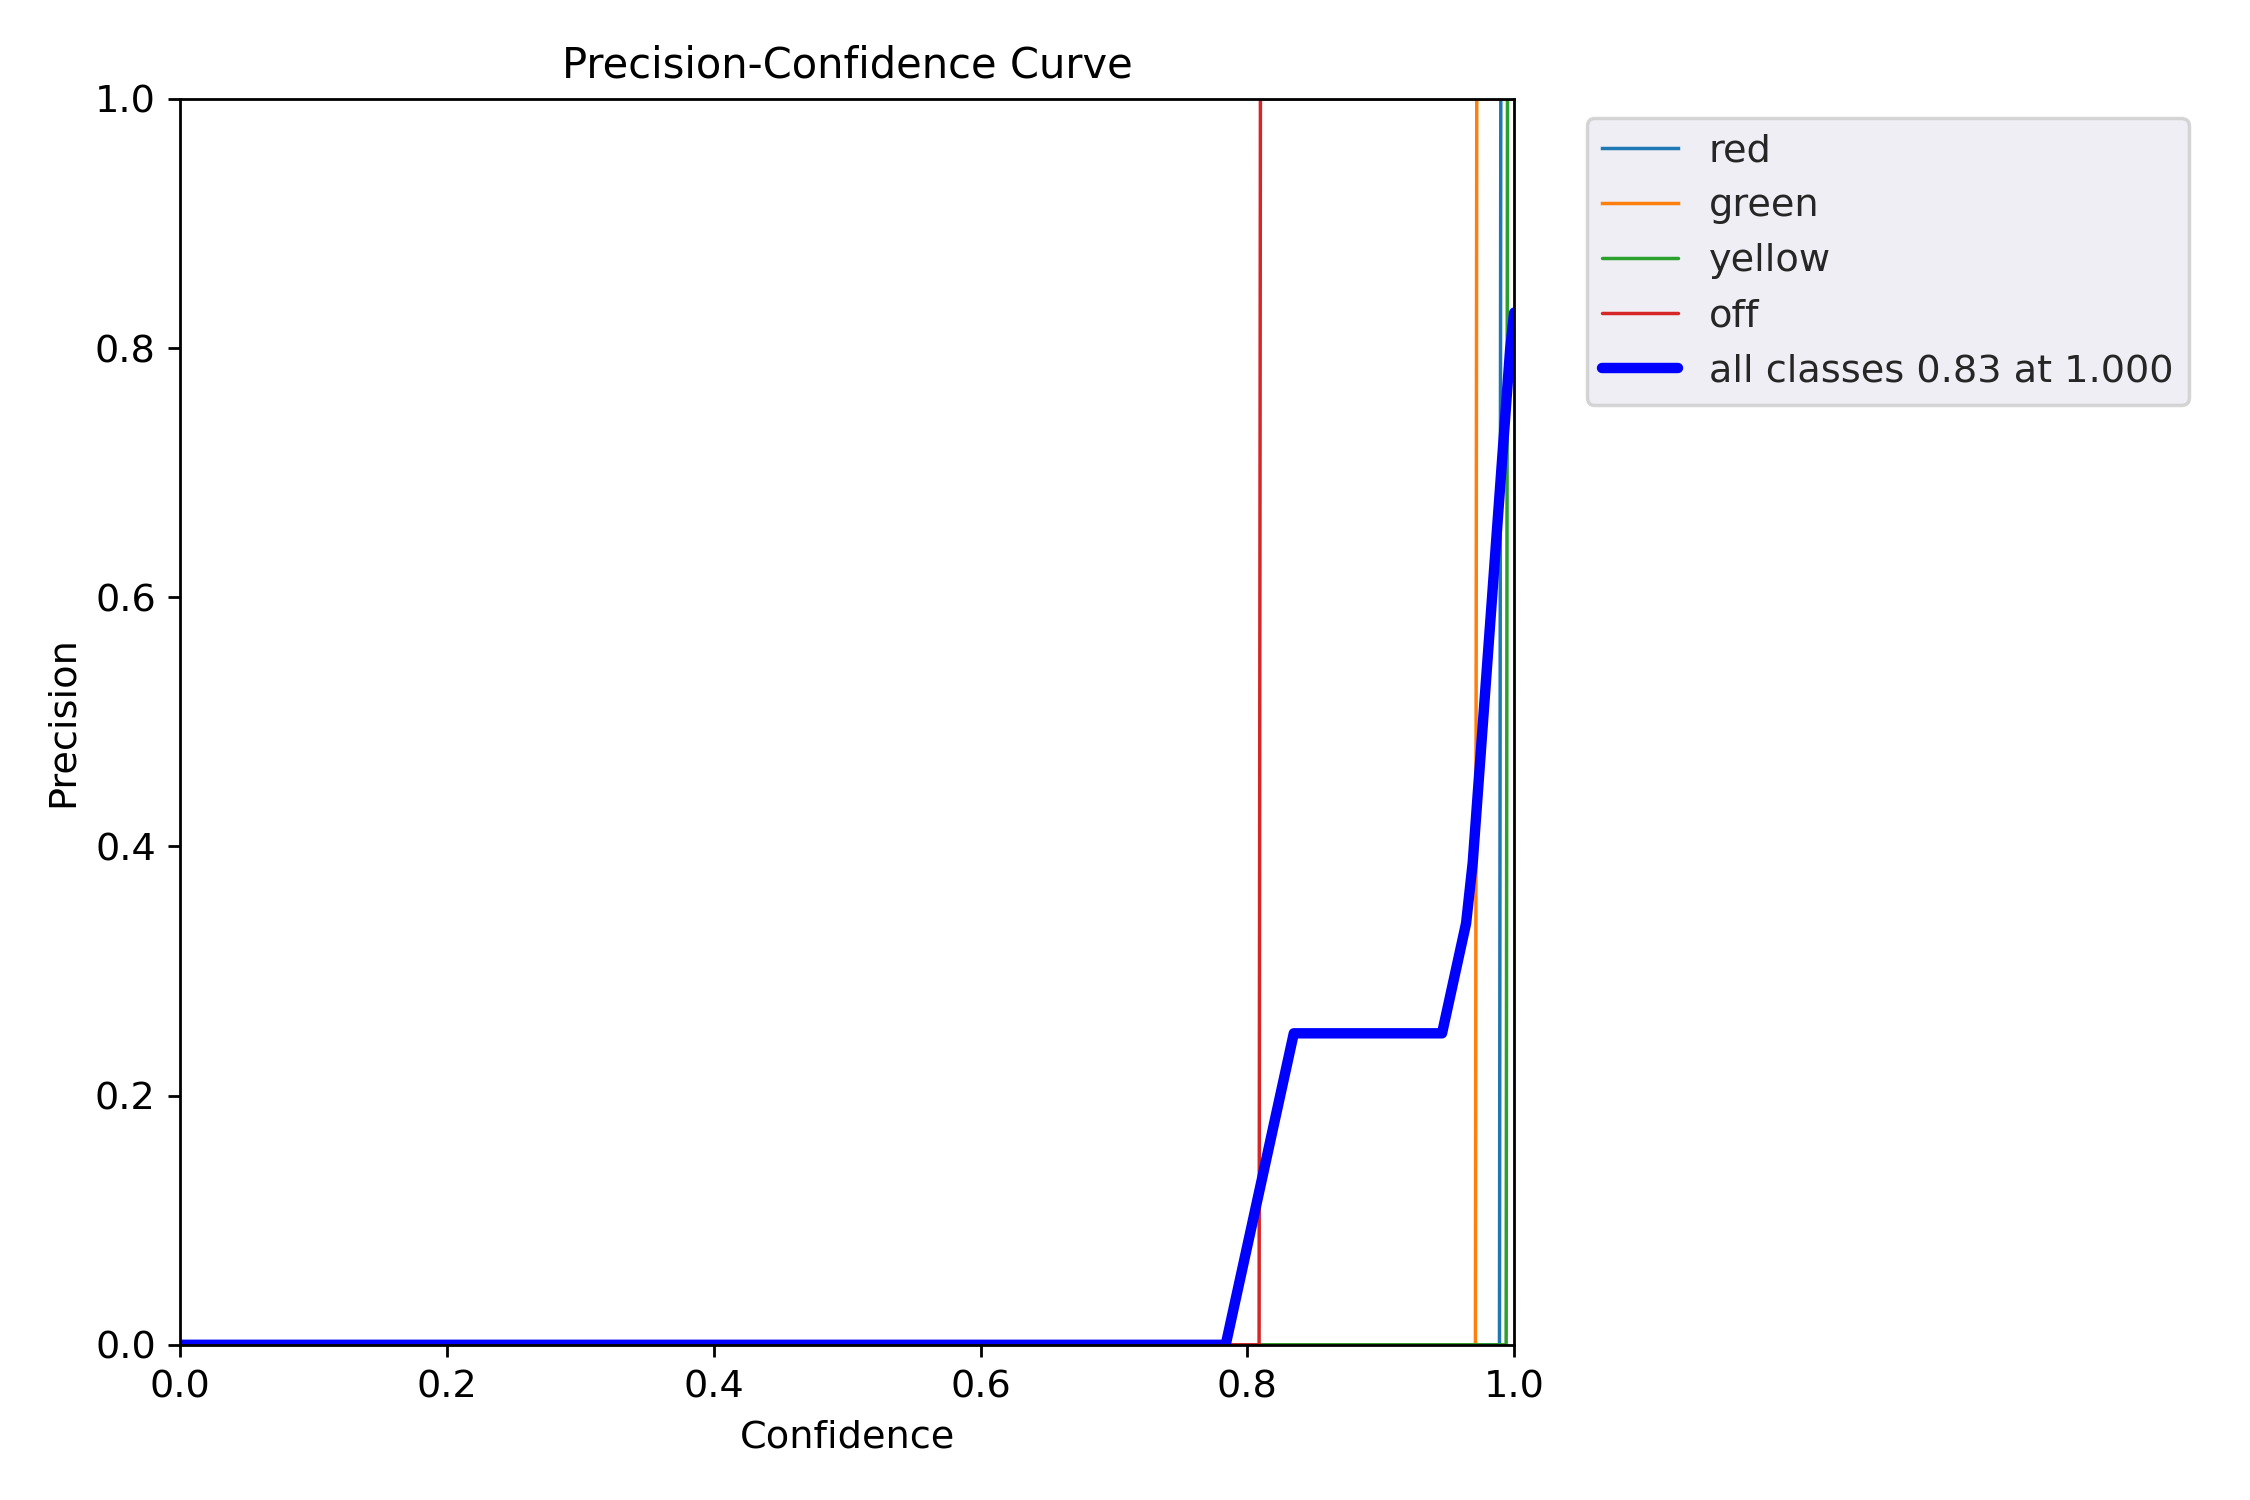 Precision-Confidence Curve
1.0
0.8
0.6
0.4
0.2
0.0
Precision
0.0 0.2 0.4 0.6 0.8 1.0
Confidence
red
green
yellow
off
all classes 0.83 at 1.000